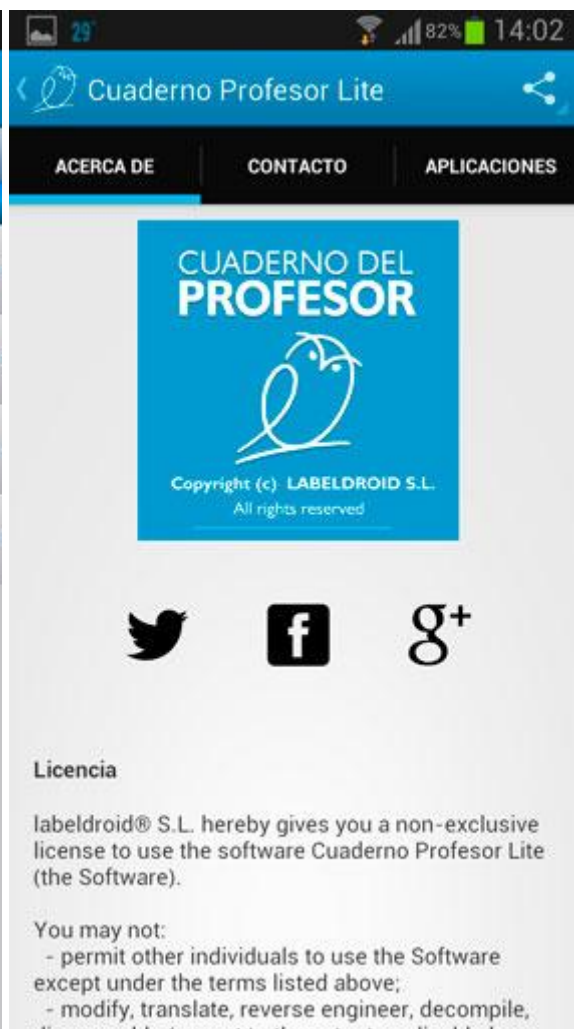 29°
82%
14:02
Cuaderno Profesor Lite
ACERCA DE
CONTACTO
APLICACIONES
CUADERNO DEL
PROFESOR
Copyright (c) LABELDROID S.L.
All rights reserved
f
g+
Licencia
labeldroid® S.L. hereby gives you a non-exclusive
license to use the software Cuaderno Profesor Lite
(the Software).
You may not:
- permit other individuals to use the Software
except under the terms listed above;
- modify, translate, reverse engineer, decompile,